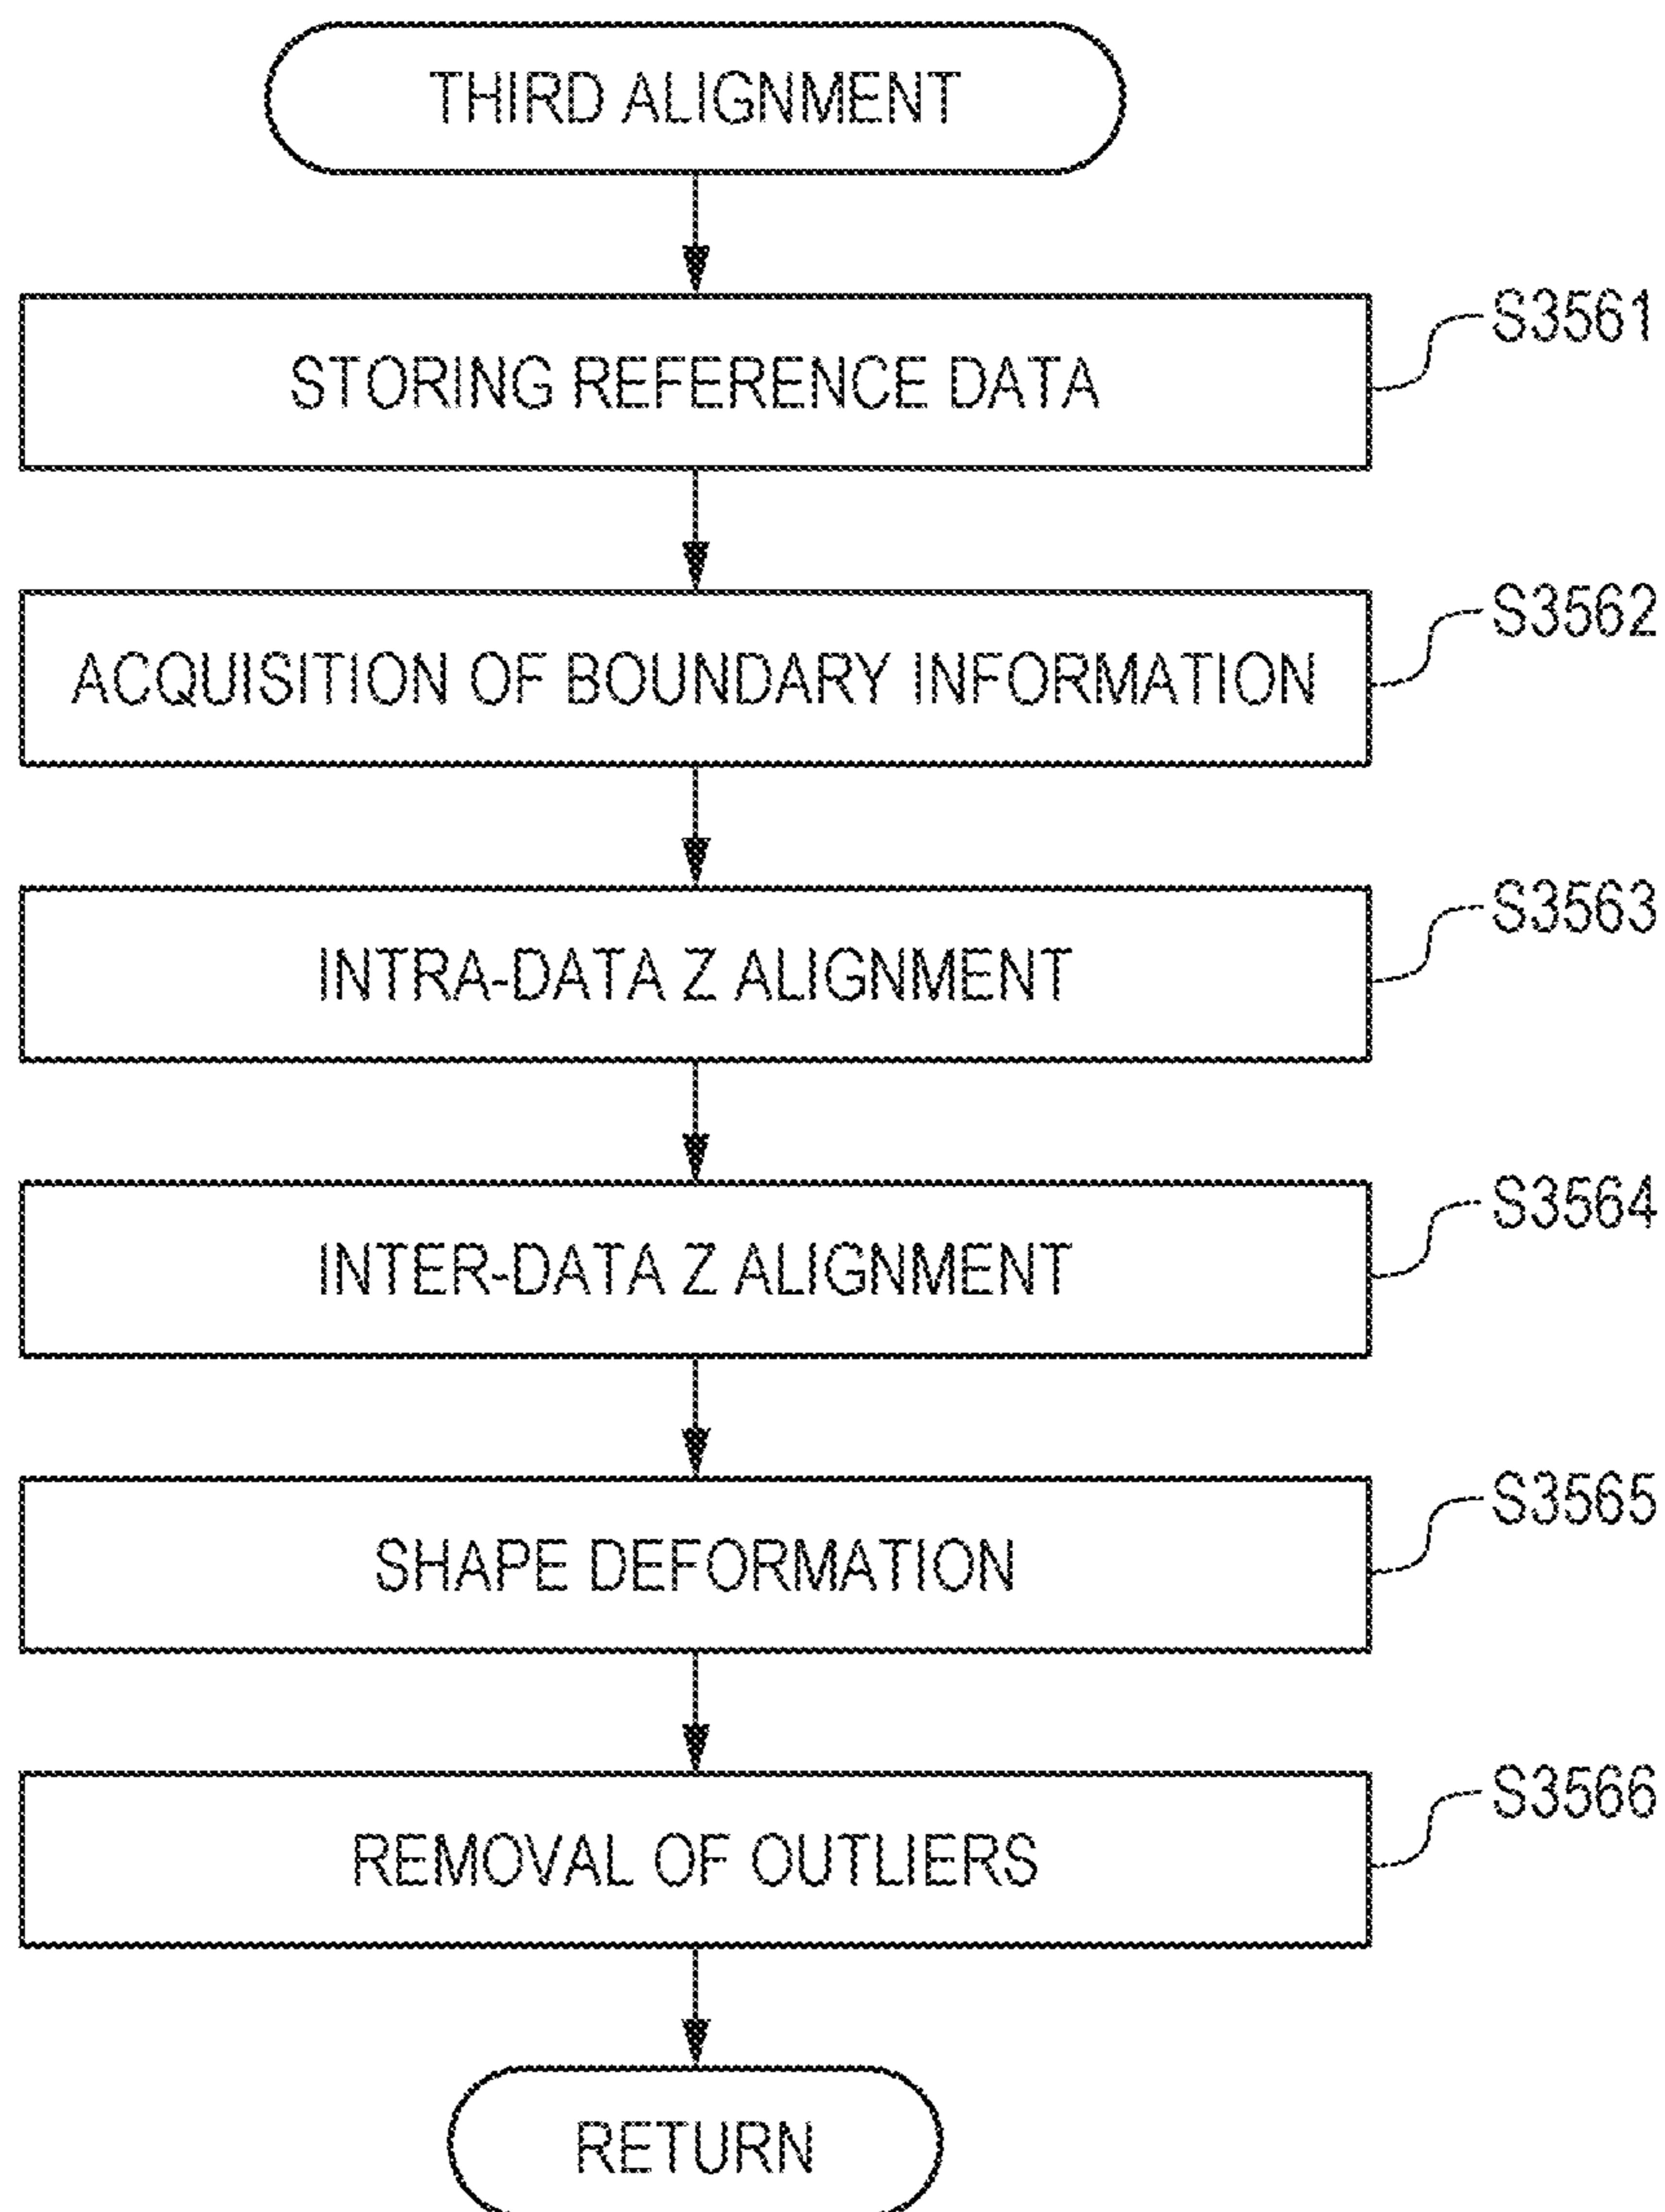 THIRD ALIGNMENT
S3561
STORING REFERENCE DATA
S3562
ACQUISITION OF BOUNDARY INFORMATION
S3563
INTRA-DATA Z ALIGNMENT
S3564
INTER-DATA Z ALIGNMENT
S3565
SHAPE DEFORMATION
S3566
REMOVAL OF OUTLIERS
RETURN